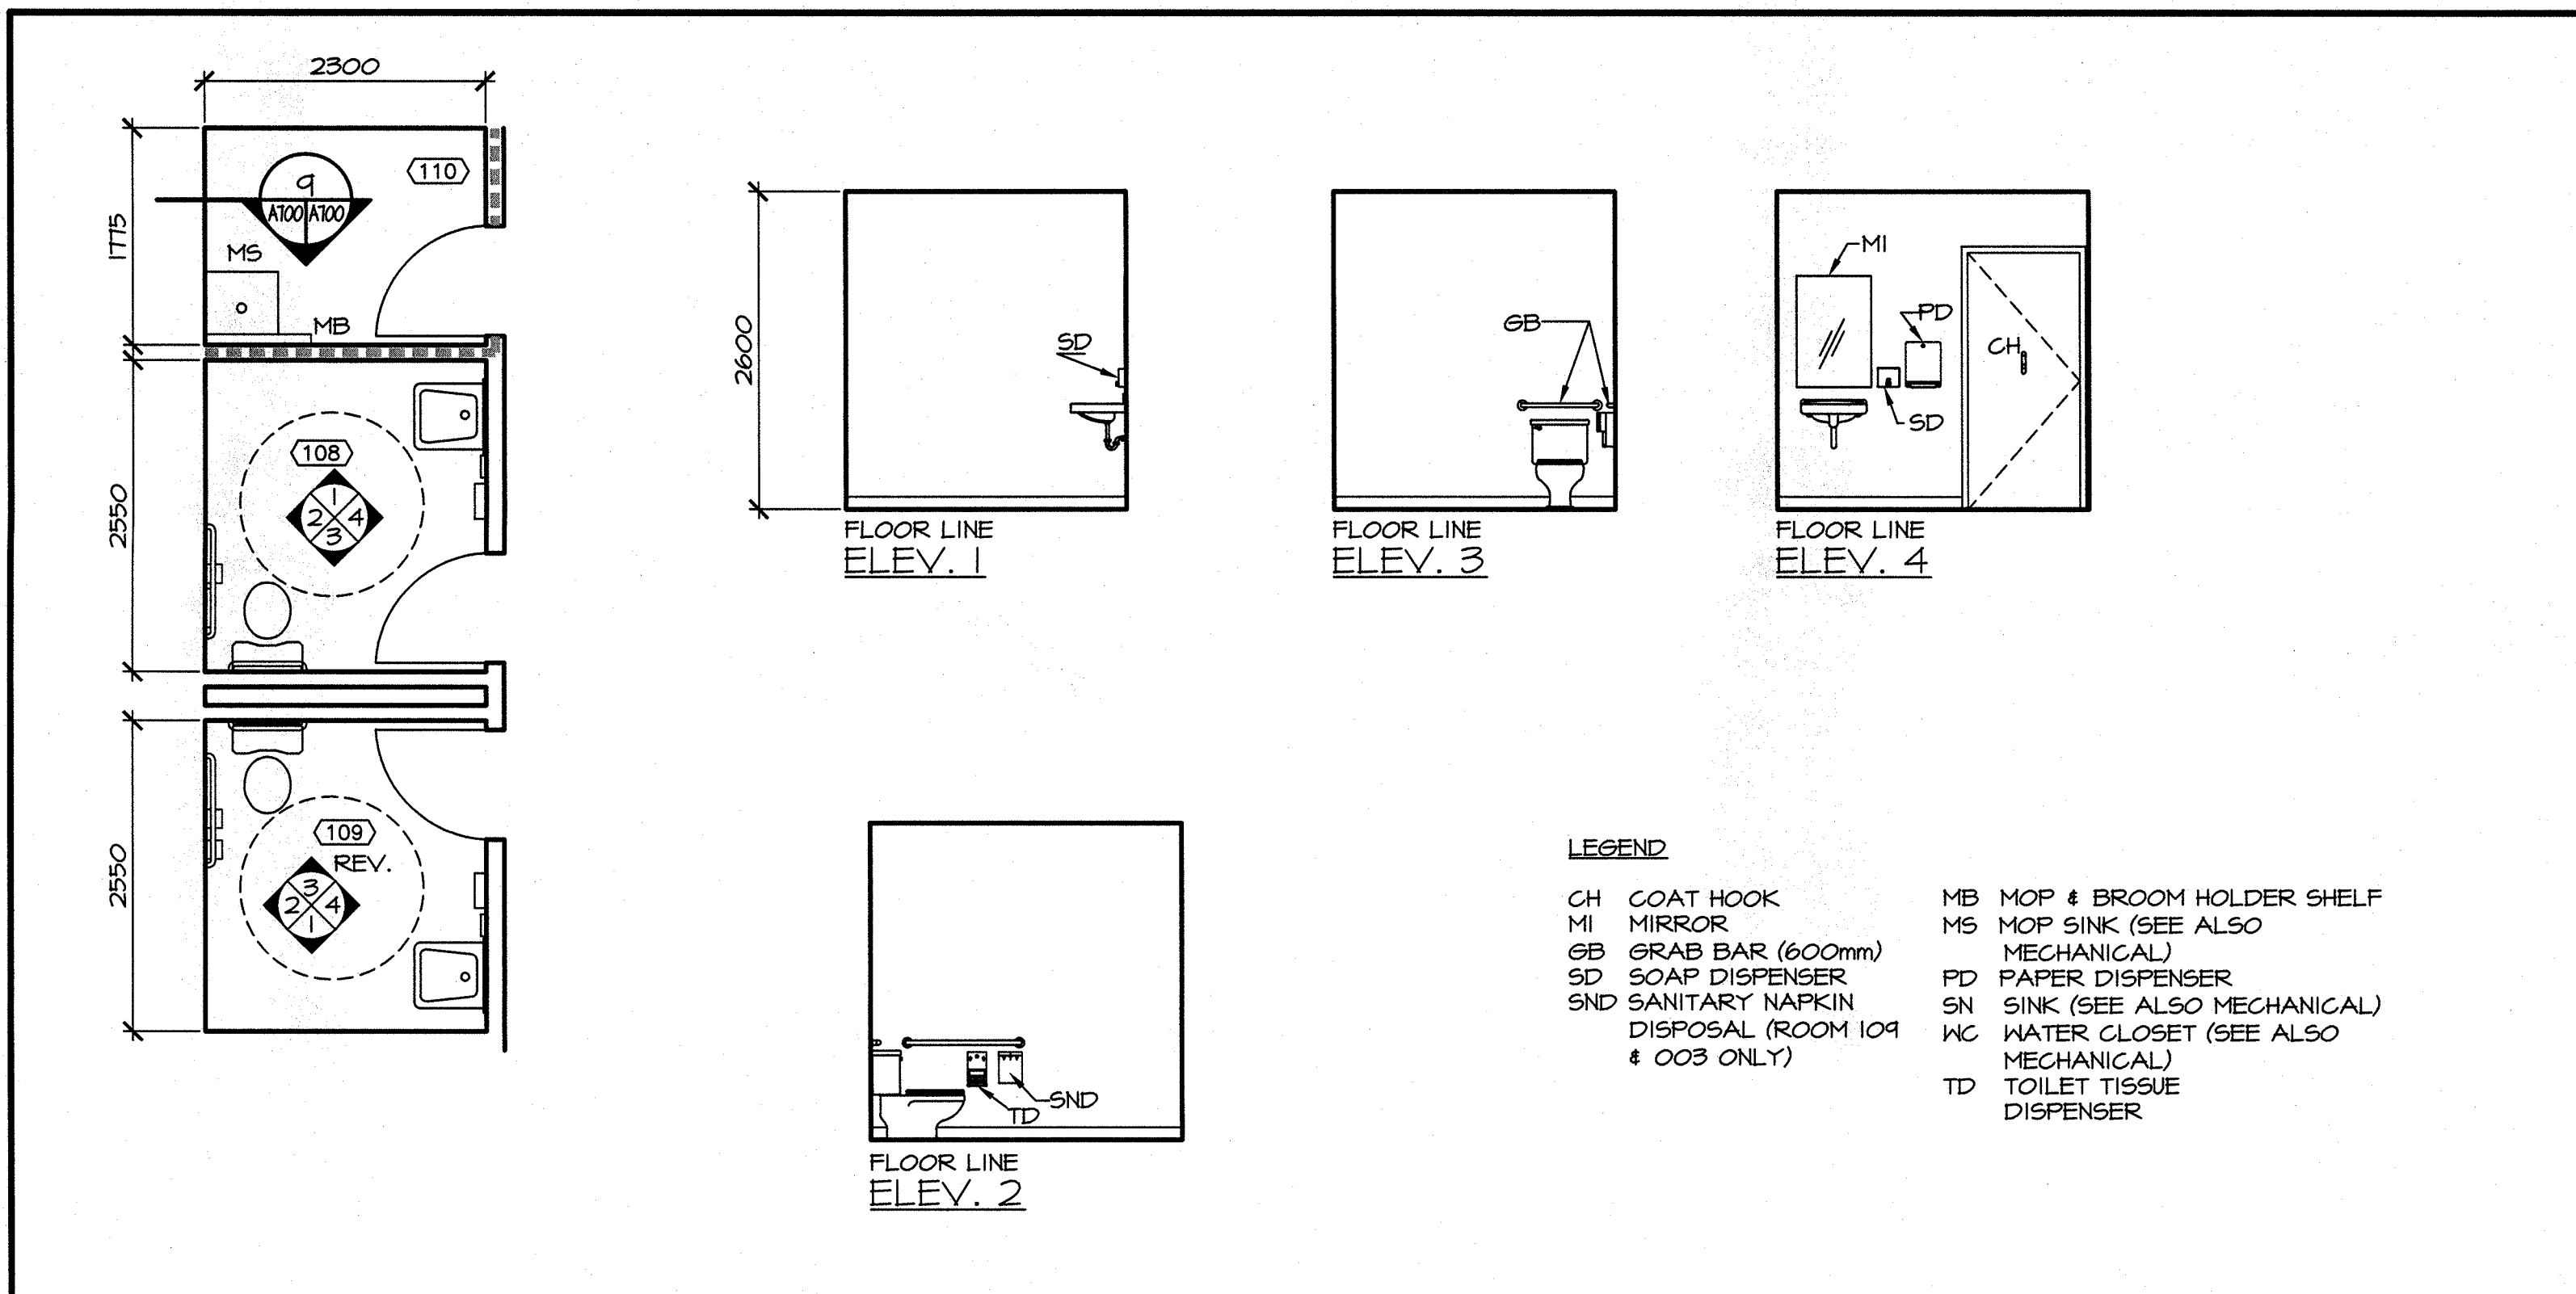 2300
110
9
A700 A700
1775
MS
MB
108
1
2 4
3
2550
109
REV.
3
2 4
1
2550
2600
SD
FLOOR LINE
ELEV. 1
GB
FLOOR LINE
ELEV. 3
MI
PD
CH
SD
FLOOR LINE
ELEV. 4
SND
TD
FLOOR LINE
ELEV. 2
LEGEND
CH COAT HOOK
MI MIRROR
GB GRAB BAR (600mm)
SD SOAP DISPENSER
SND SANITARY NAPKIN
DISPOSAL (ROOM 109
& 003 ONLY)
MB MOP & BROOM HOLDER SHELF
MS MOP SINK (SEE ALSO
MECHANICAL)
PD PAPER DISPENSER
SN SINK (SEE ALSO MECHANICAL)
WC WATER CLOSET (SEE ALSO
MECHANICAL)
TD TOILET TISSUE
DISPENSER